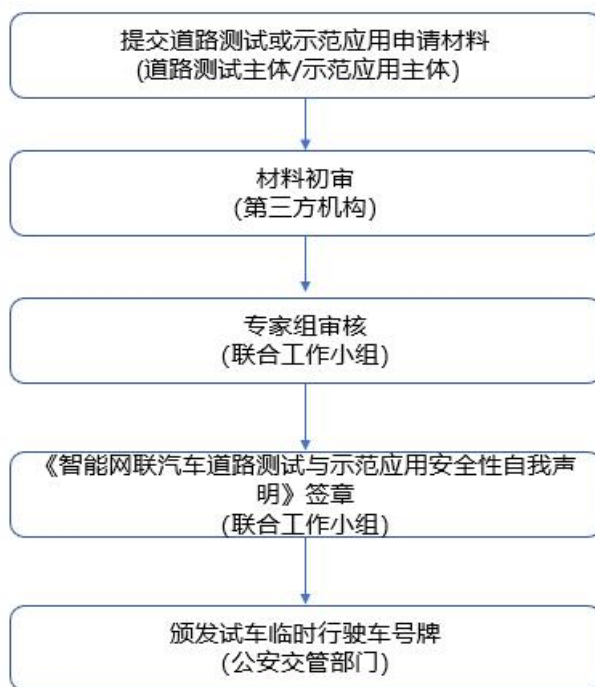 提交道路测试或示范应用申请材料
(道路测试主体/示范应用主体)
材料初审
(第三方机构)
专家组审核
(联合工作小组)
《智能网联汽车道路测试与示范应用安全性自我声
明》签章
(联合工作小组)
颁发试车临时行驶车号牌
(公安交管部门)